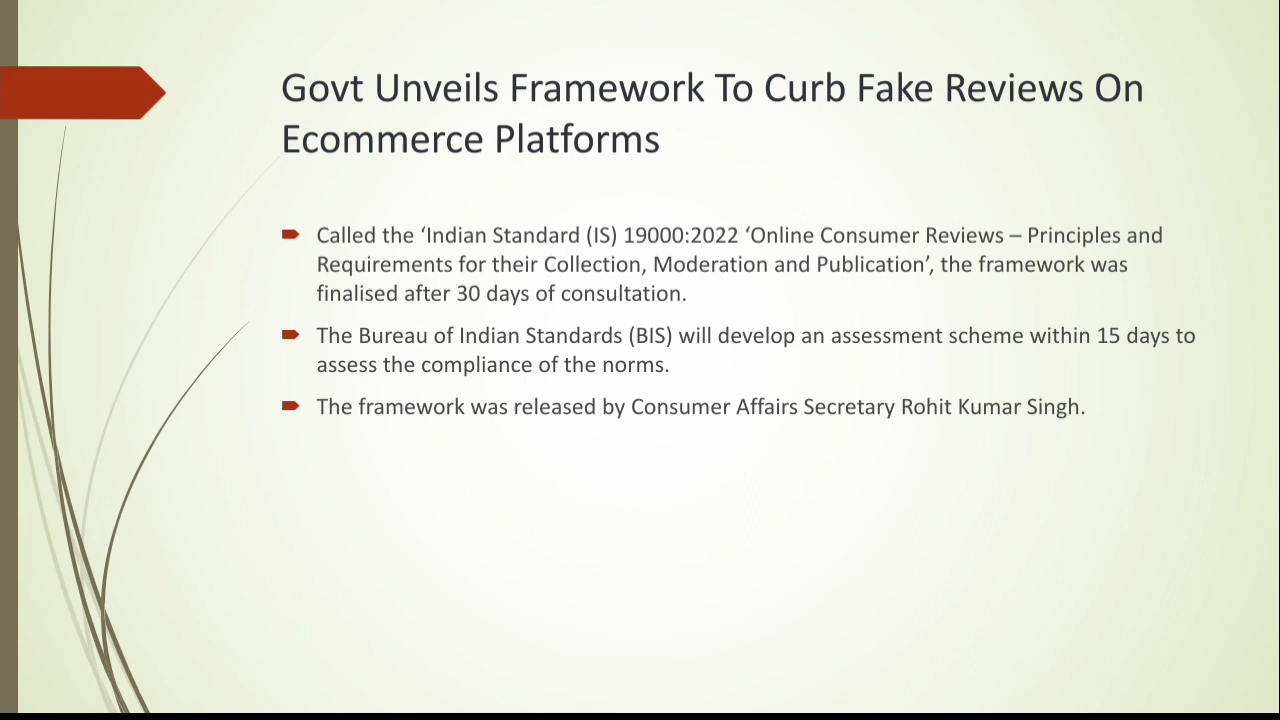 Govt Unveils Framework To Curb Fake Reviews On
Ecommerce Platforms
Called the ‘Indian Standard (IS) 19000:2022 ‘Online Consumer Reviews – Principles and
Requirements for their Collection, Moderation and Publication’, the framework was
finalised after 30 days of consultation.
The Bureau of Indian Standards (BIS) will develop an assessment scheme within 15 days to
assess the compliance of the norms.
The framework was released by Consumer Affairs Secretary Rohit Kumar Singh.